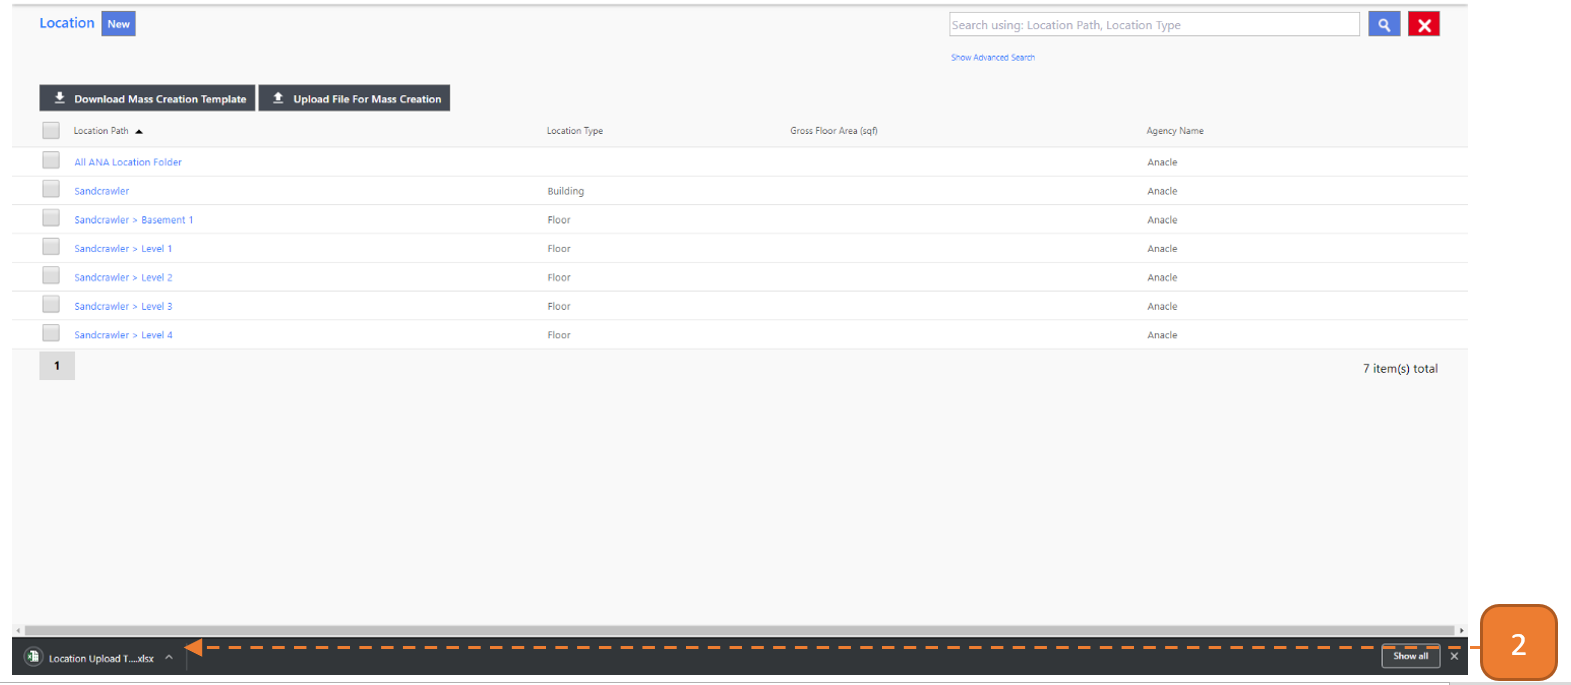 Location New
Search using: Location Path, Location Type
Show Advanced Search
Download Mass Creation Template Upload File For Mass Creation
Location Path Location Type Gross Floor Area (sqf) Agency Name
All ANA Location Folder Anacle
Sandcrawler Building Anacle
Sandcrawler > Basement 1 Floor Anacle
Sandcrawler > Level 1 Floor Anacle
Sandcrawler > Level 2 Floor Anacle
Sandcrawler > Level 3 Floor Anacle
Sandcrawler > Level 4 Floor Anacle
1
7 item(s) total
Location Upload T....xlsx Show all
2